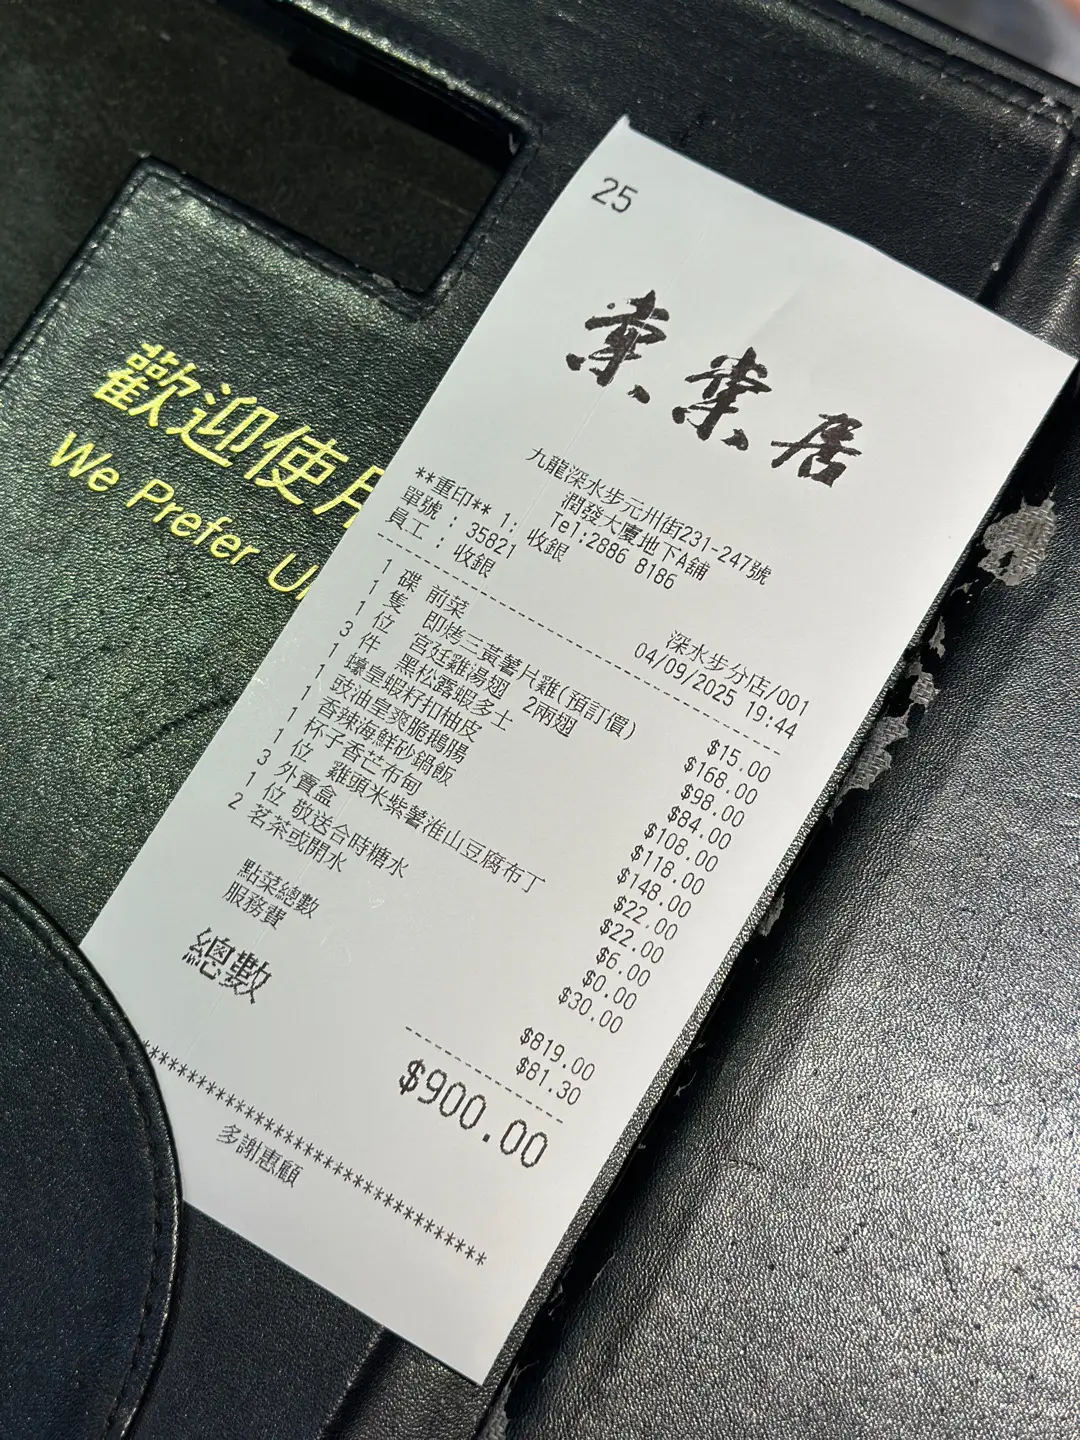 歡迎使用
We Prefer U
25
棠棠居
九龍深水步元州街231-247號
潤發大廈地下A舖
Tel:2886 8186
**重印** 1: 收銀
單號 : 35821 深水步分店/001
員工 : 收銀 04/09/2025 19:44
1 碟 前菜 $15.00
1 隻 即烤三黃薯片雞(預訂價) $168.00
1 位 宮廷雞湯翅 2兩翅 $98.00
3 件 黑松露蝦多士 $84.00
1 蠔皇蝦籽扣柚皮 $108.00
1 豉油皇爽脆鵝腸 $118.00
1 香辣海鮮砂鍋飯 $148.00
1 杯子香芒布甸 $22.00
1 位 雞頭米紫薯淮山豆腐布丁 $22.00
3 外賣盒 $6.00
1 位 敬送合時糖水 $0.00
2 茗茶或開水 $30.00
點菜總數 $819.00
服務費 $81.30
總數 $900.00
************************************
多謝惠顧